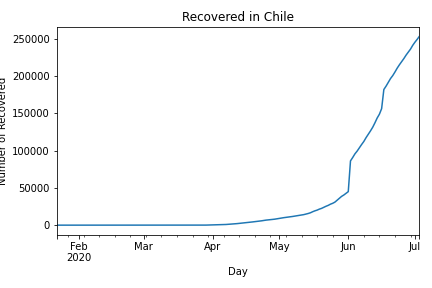 Recovered in Chile
Number of Recovered
250000
200000
150000
100000
50000
0
Feb Mar Apr May Jun Jul
2020
Day